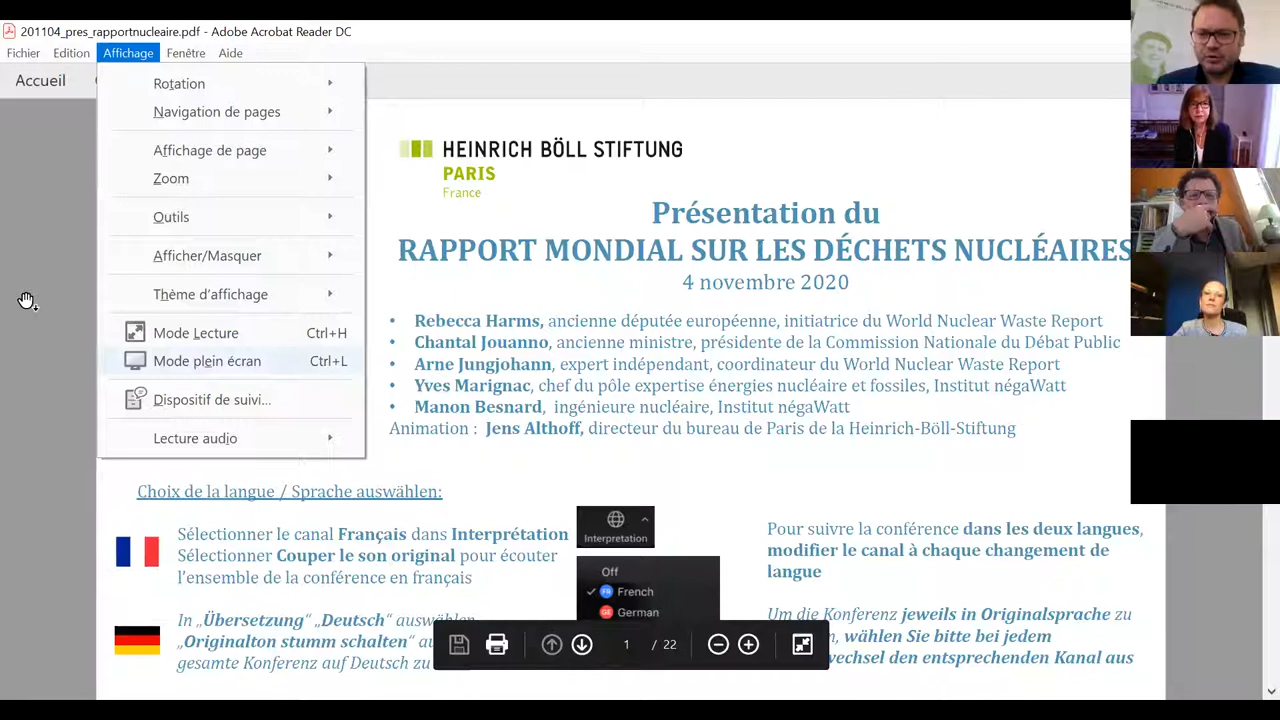 201104_pres_rapportnucleaire.pdf - Adobe Acrobat Reader DC
Fichier Edition Affichage Fenêtre Aide
Accueil
Rotation
Navigation de pages
Affichage de page
Zoom
Outils
Afficher/Masquer
Thème d'affichage
Mode Lecture Ctrl+H
Mode plein écran Ctrl+L
Dispositif de suivi...
Lecture audio
HEINRICH BÖLL STIFTUNG
PARIS
France
Présentation du
RAPPORT MONDIAL SUR LES DÉCHETS NUCLÉAIRES
4 novembre 2020
• Rebecca Harms, ancienne députée européenne, initiatrice du World Nuclear Waste Report
• Chantal Jouanno, ancienne ministre, présidente de la Commission Nationale du Débat Public
• Arne Jungjohann, expert indépendant, coordinateur du World Nuclear Waste Report
• Yves Marignac, chef du pôle expertise énergies nucléaire et fossiles, Institut négaWatt
• Manon Besnard, ingénieure nucléaire, Institut négaWatt
Animation : Jens Althoff, directeur du bureau de Paris de la Heinrich-Böll-Stiftung
Choix de la langue / Sprache auswählen:
Sélectionner le canal Français dans Interprétation
Sélectionner Couper le son original pour écouter
l'ensemble de la conférence en français
In „Übersetzung" „Deutsch" auswählen
„Originalton stumm schalten"
gesamte Konferenz auf Deutsch zu
Interpretation
Off
FR French
GE German
Pour suivre la conférence dans les deux langues,
modifier le canal à chaque changement de
langue
Um die Konferenz jeweils in Originalsprache zu
wählen Sie bitte bei jedem
den entsprechenden Kanal aus
1 / 22